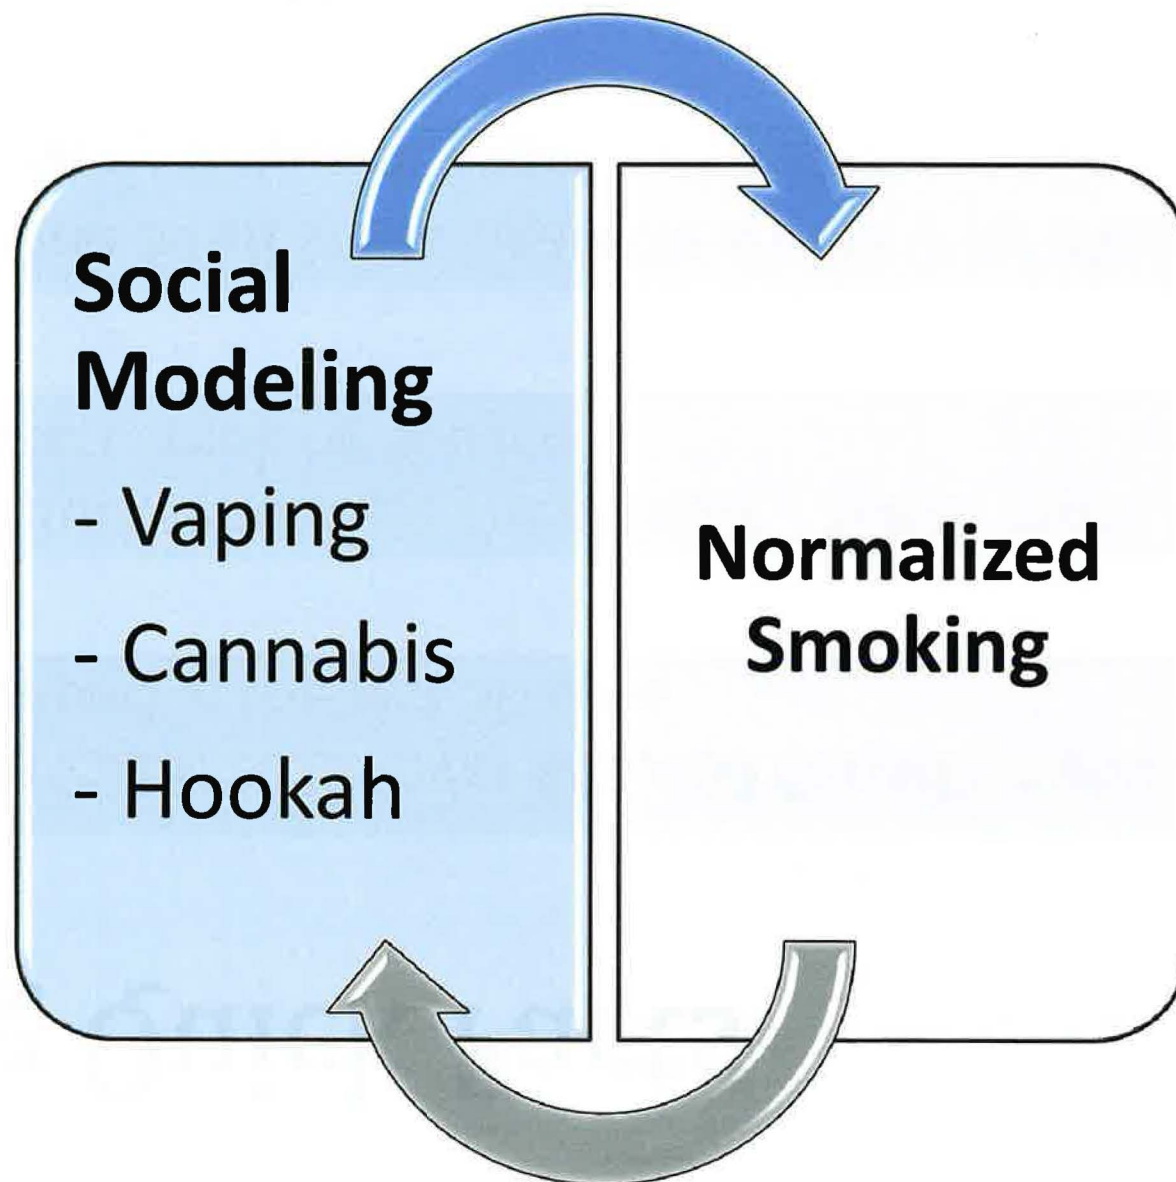 Social
Modeling
- Vaping
- Cannabis
- Hookah
Normalized
Smoking